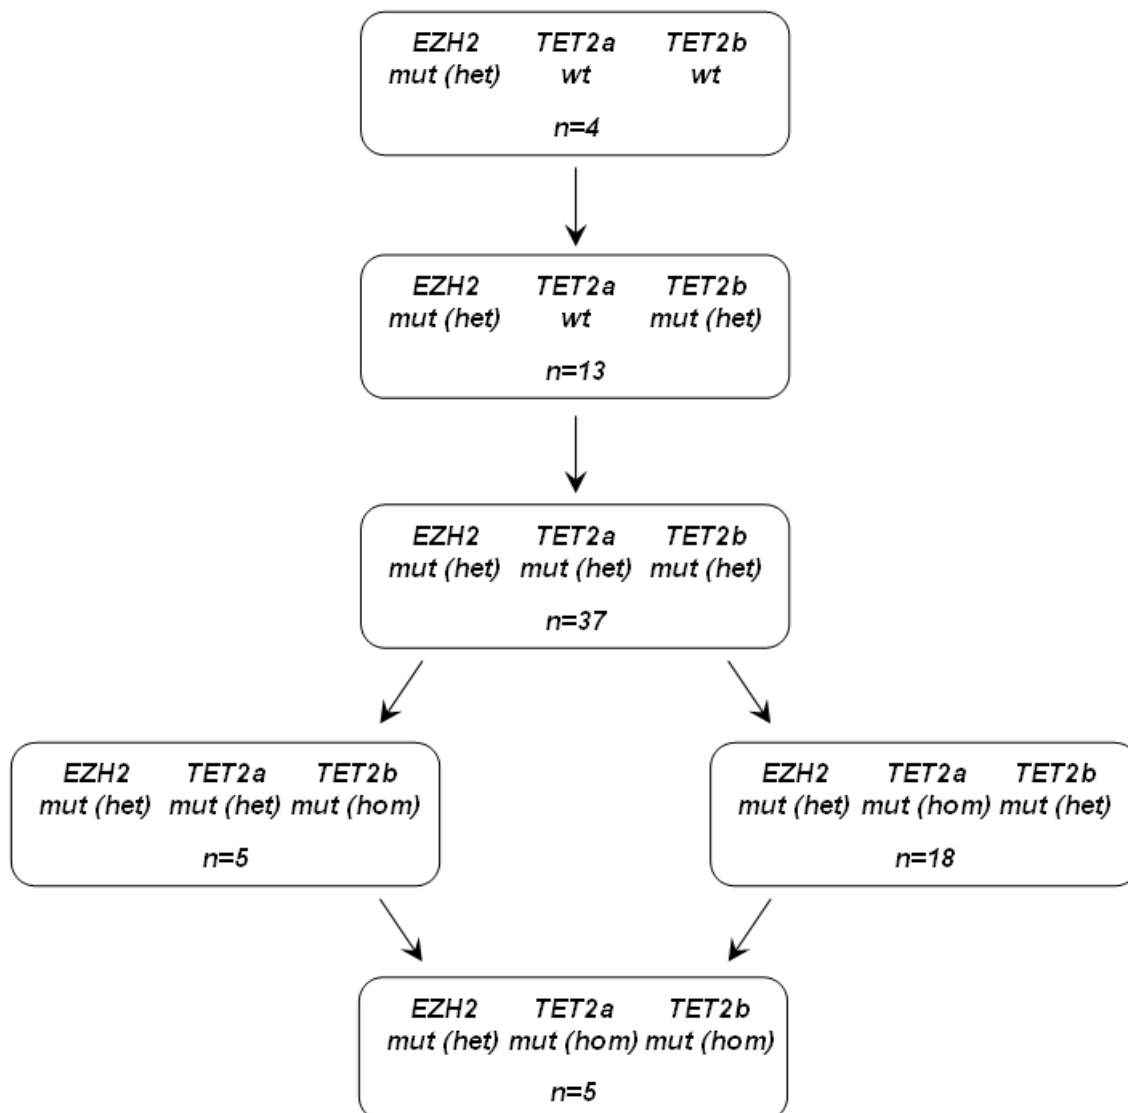 EZH2 TET2a TET2b
mut (het) wt wt
n=4
EZH2 TET2a TET2b
mut (het) wt mut (het)
n=13
EZH2 TET2a TET2b
mut (het) mut (het) mut (het)
n=37
EZH2 TET2a TET2b
mut (het) mut (het) mut (hom)
n=5
EZH2 TET2a TET2b
mut (het) mut (hom) mut (het)
n=18
EZH2 TET2a TET2b
mut (het) mut (hom) mut (hom)
n=5